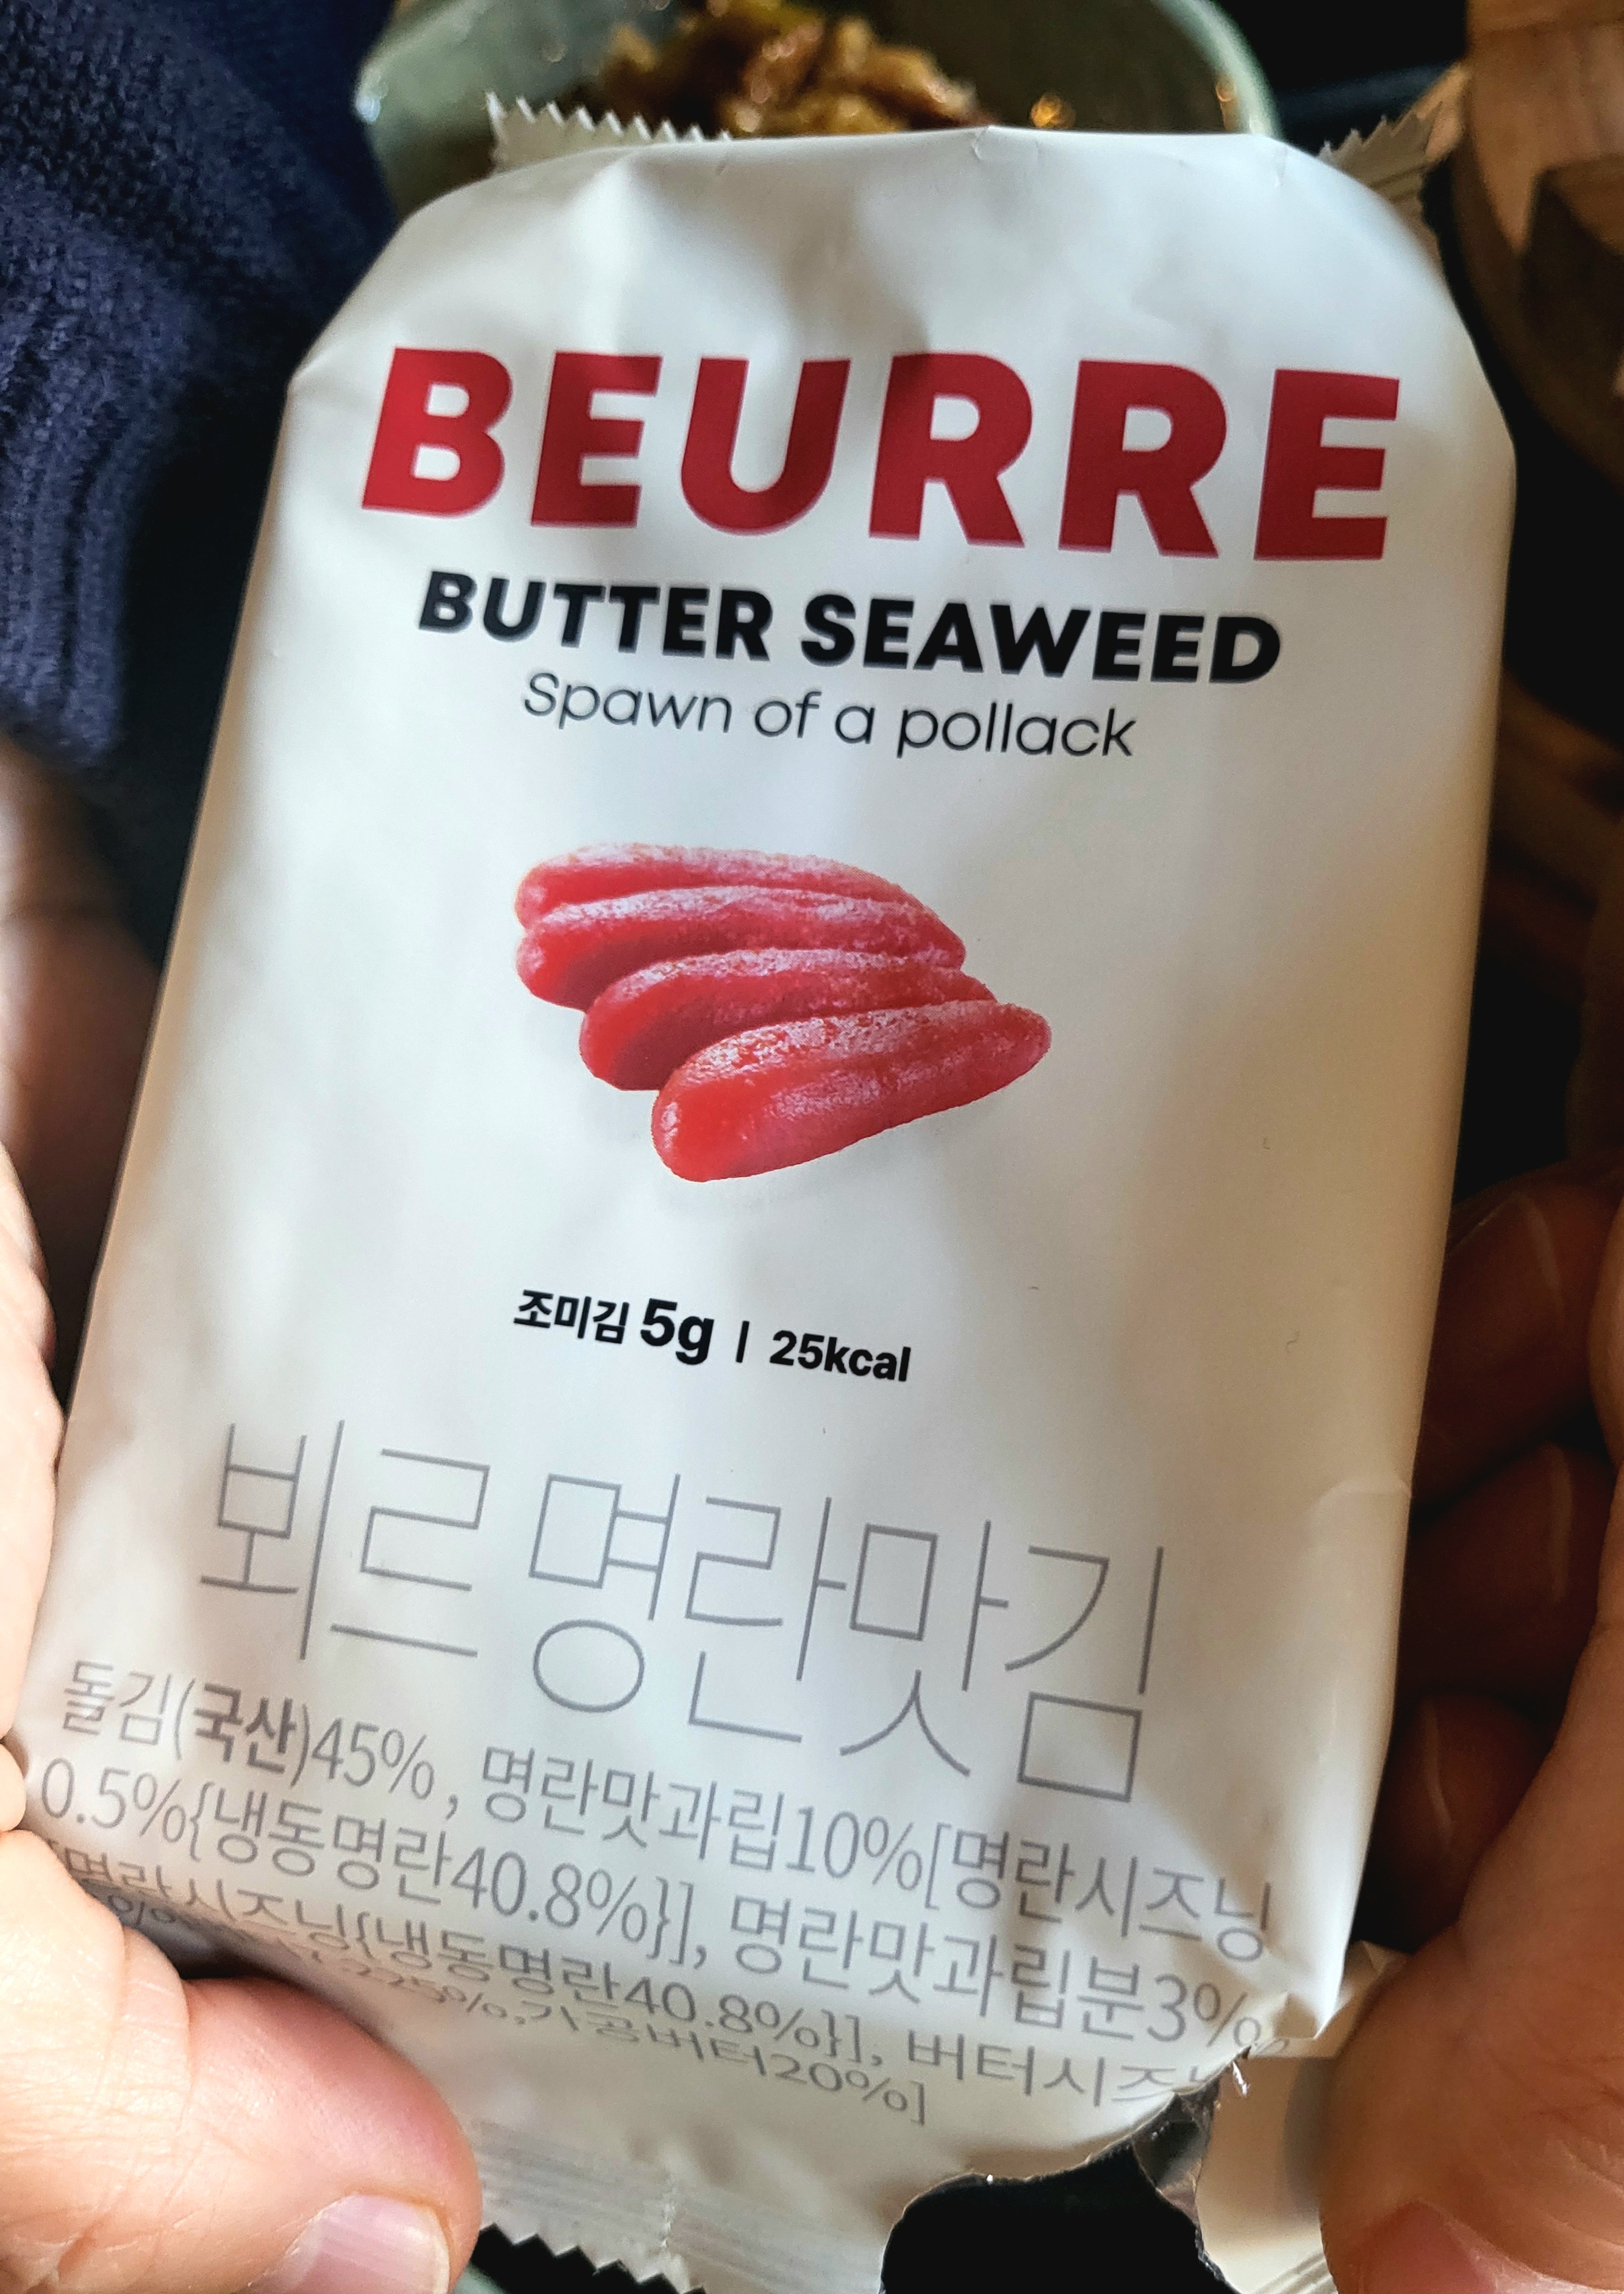 BEURRE
BUTTER SEAWEED
Spawn of a pollack
조미김 5g | 25kcal
뵈르 명란맛김
돌김(국산)45%, 명란맛과립10%[명란시즈닝
0.5%{냉동명란40.8%}], 명란맛과립분3%
[명란시즈닝{냉동명란40.8%}], 버터시즈닝
225%,가공버터20%]